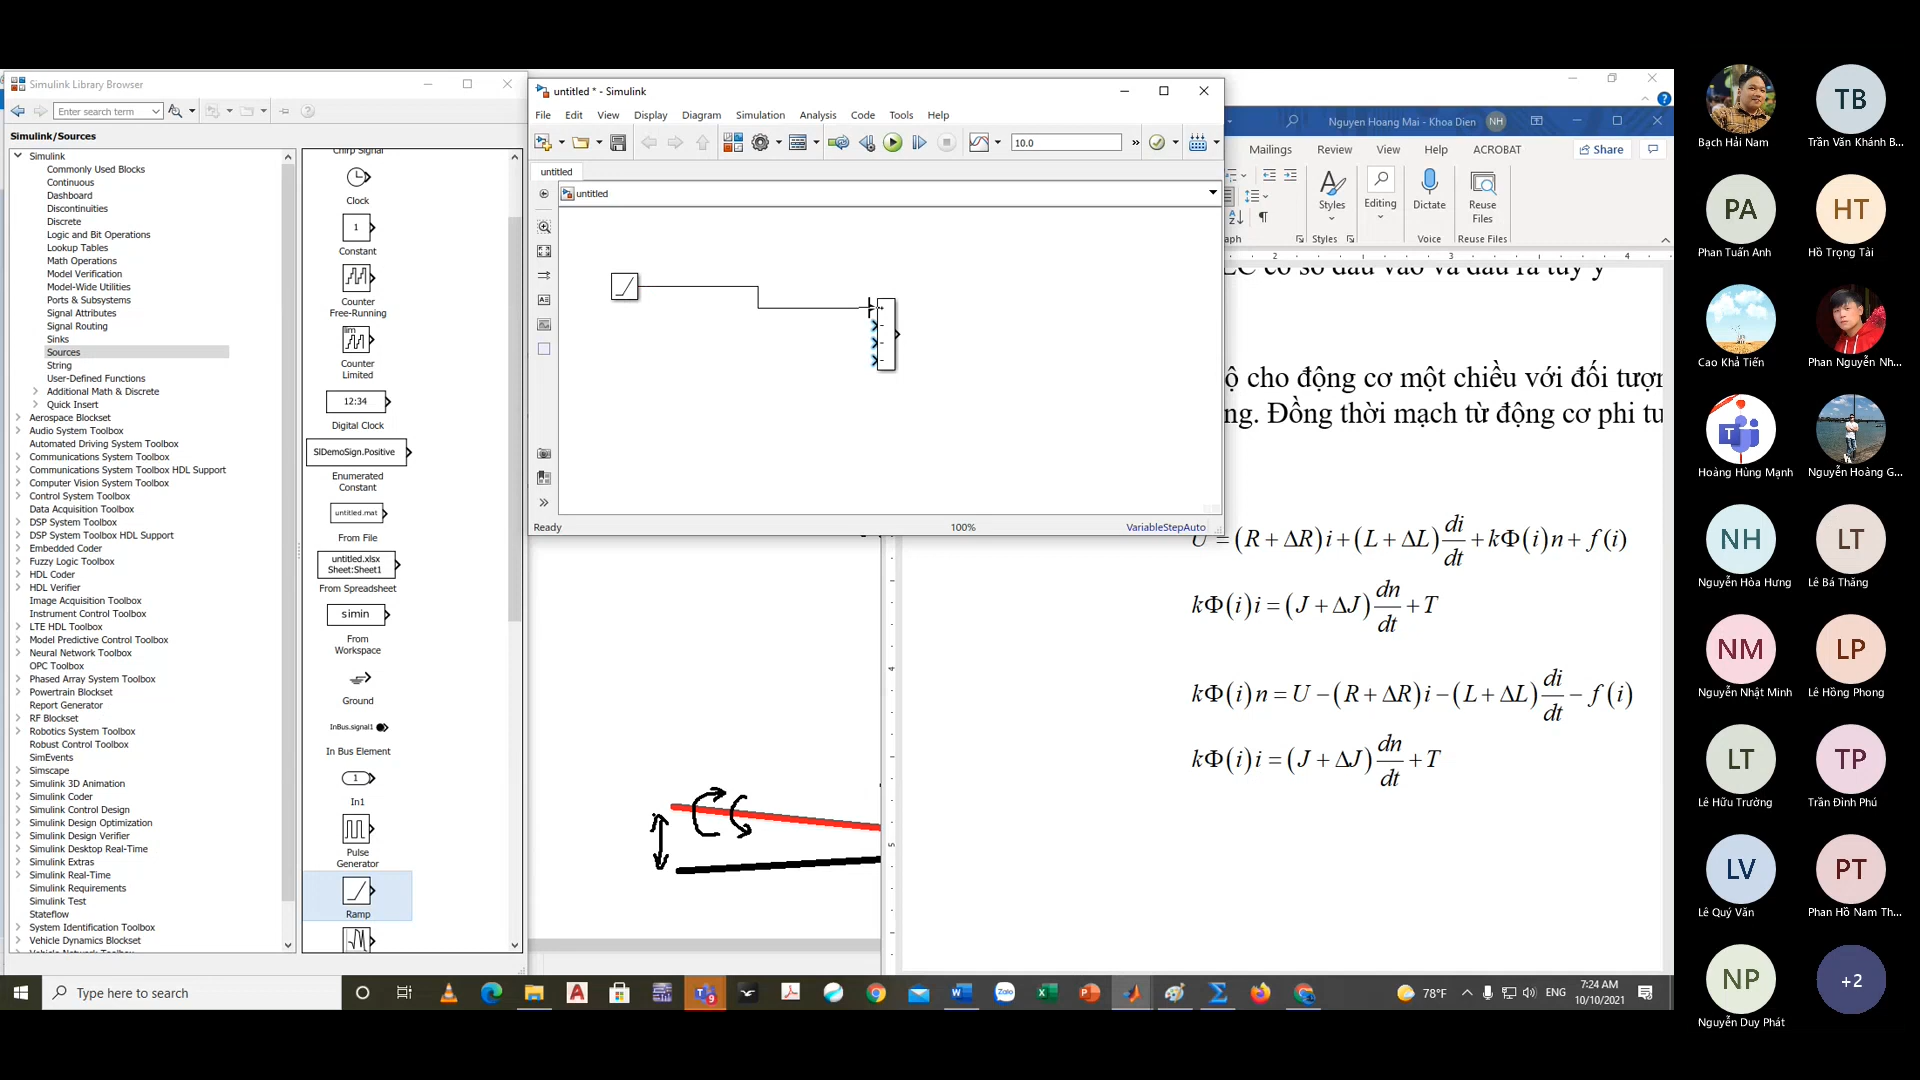 Simulink Library Browser
Enter search term
Simulink/Sources
Simulink
Commonly Used Blocks
Continuous
Dashboard
Discontinuities
Discrete
Logic and Bit Operations
Lookup Tables
Math Operations
Model Verification
Model-Wide Utilities
Ports & Subsystems
Signal Attributes
Signal Routing
Sinks
Sources
String
User-Defined Functions
Additional Math & Discrete
Quick Insert
Aerospace Blockset
Audio System Toolbox
Automated Driving System Toolbox
Communications System Toolbox
Communications System Toolbox HDL Support
Computer Vision System Toolbox
Control System Toolbox
Data Acquisition Toolbox
DSP System Toolbox
DSP System Toolbox HDL Support
Embedded Coder
Fuzzy Logic Toolbox
HDL Coder
HDL Verifier
Image Acquisition Toolbox
Instrument Control Toolbox
LTE HDL Toolbox
Model Predictive Control Toolbox
Neural Network Toolbox
OPC Toolbox
Phased Array System Toolbox
Powertrain Blockset
Report Generator
RF Blockset
Robotics System Toolbox
Robust Control Toolbox
SimEvents
Simscape
Simulink 3D Animation
Simulink Coder
Simulink Control Design
Simulink Design Optimization
Simulink Design Verifier
Simulink Desktop Real-Time
Simulink Extras
Simulink Real-Time
Simulink Requirements
Simulink Test
Stateflow
System Identification Toolbox
Vehicle Dynamics Blockset
Chirp Signal
Clock
1
Constant
Counter
Free-Running
lim
Counter
Limited
12:34
Digital Clock
SlDemoSign.Positive
Enumerated
Constant
untitled.mat
From File
untitled.xlsx
Sheet:Sheet1
From Spreadsheet
simin
From
Workspace
Ground
InBus.signal1
In Bus Element
1
In1
Pulse
Generator
Ramp
untitled * - Simulink
File Edit View Display Diagram Simulation Analysis Code Tools Help
10.0 »
untitled
untitled
Ready 100% VariableStepAuto
Nguyen Hoang Mai - Khoa Dien NH
Mailings Review View Help ACROBAT Share
Styles Editing Dictate Reuse
Files
Styles Voice Reuse Files
2 3 4
ộ cho động cơ một chiều với đối tượn
ng. Đồng thời mạch từ động cơ phi tu
U = (R + ΔR)i + (L + ΔL) di/dt + kΦ(i)n + f(i)
kΦ(i)i = (J + ΔJ) dn/dt + T
kΦ(i)n = U − (R + ΔR)i − (L + ΔL) di/dt − f(i)
kΦ(i)i = (J + ΔJ) dn/dt + T
4
5
Type here to search
9
78°F ENG
7:24 AM
10/10/2021
TB
Bạch Hải Nam Trần Văn Khánh B...
PA HT
Phan Tuấn Anh Hồ Trọng Tài
Cao Khả Tiến Phan Nguyễn Nh...
T
Hoàng Hùng Mạnh Nguyễn Hoàng G...
NH LT
Nguyễn Hòa Hưng Lê Bá Thăng
NM LP
Nguyễn Nhật Minh Lê Hồng Phong
LT TP
Lê Hữu Trường Trần Đình Phú
LV PT
Lê Quý Văn Phan Hồ Nam Th...
NP +2
Nguyễn Duy Phát